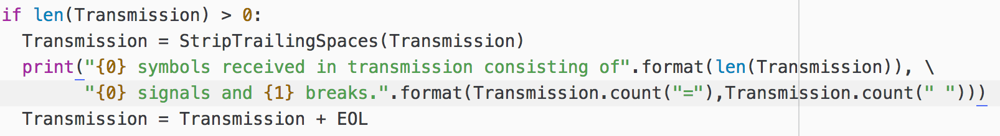 if len(Transmission) > 0:
  Transmission = StripTrailingSpaces(Transmission)
  print("{0} symbols received in transmission consisting of".format(len(Transmission)), \
        "{0} signals and {1} breaks.".format(Transmission.count("="),Transmission.count(" ")))
  Transmission = Transmission + EOL